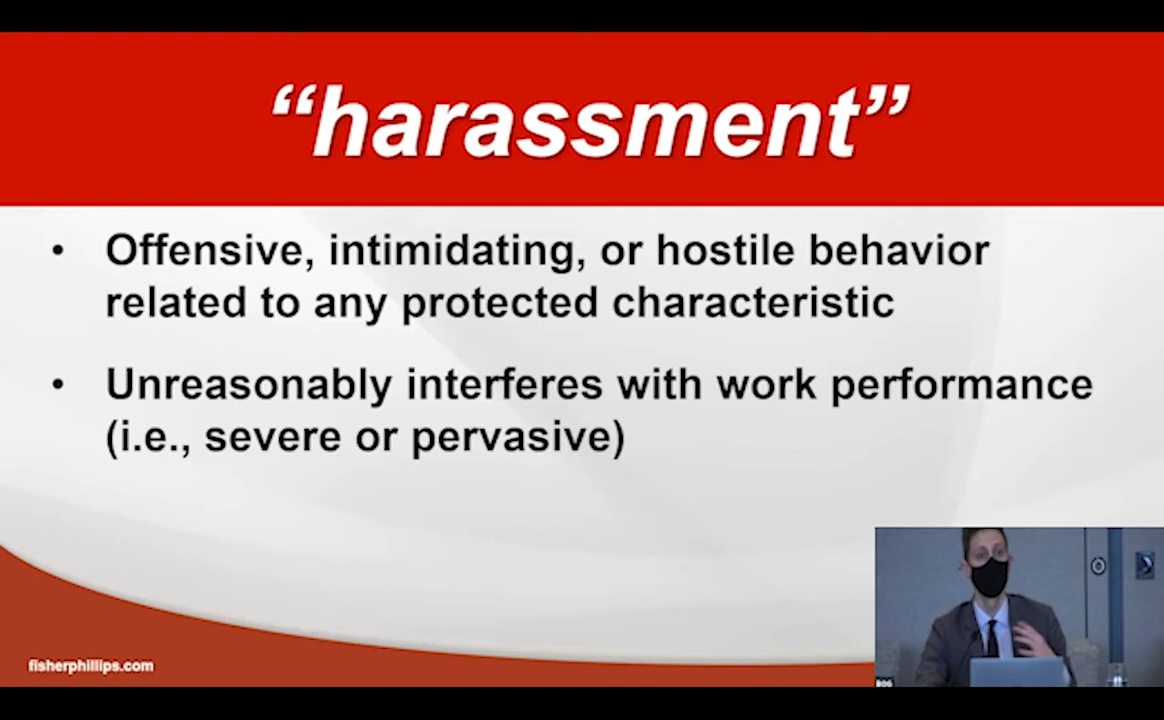 “harassment”
• Offensive, intimidating, or hostile behavior
related to any protected characteristic
• Unreasonably interferes with work performance
(i.e., severe or pervasive)
fisherphillips.com
BOG